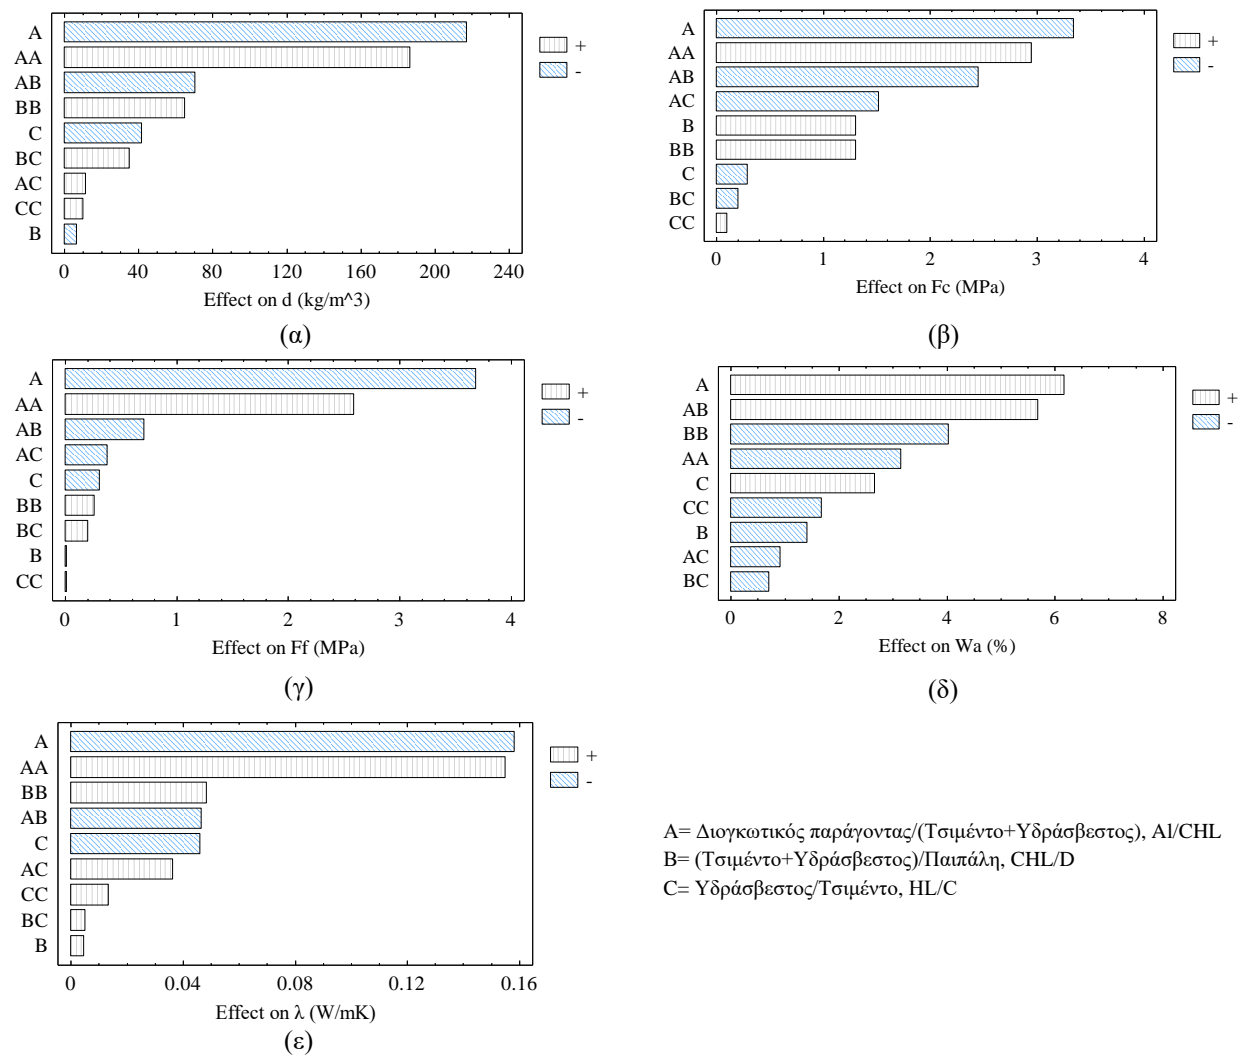 A
AA
AB
BB
C
BC
AC
CC
B
0 40 80 120 160 200 240
Effect on d (kg/m^3)
+
-
(α)
A
AA
AB
AC
B
BB
C
BC
CC
0 1 2 3 4
Effect on Fc (MPa)
+
-
(β)
A
AA
AB
AC
C
BB
BC
B
CC
0 1 2 3 4
Effect on Ff (MPa)
+
-
(γ)
A
AB
BB
AA
C
CC
B
AC
BC
0 2 4 6 8
Effect on Wa (%)
+
-
(δ)
A
AA
BB
AB
C
AC
CC
BC
B
0 0.04 0.08 0.12 0.16
Effect on λ (W/mK)
+
-
(ε)
A= Διογκωτικός παράγοντας/(Τσιμέντο+Υδράσβεστος), Al/CHL
B= (Τσιμέντο+Υδράσβεστος)/Παιπάλη, CHL/D
C= Υδράσβεστος/Τσιμέντο, HL/C